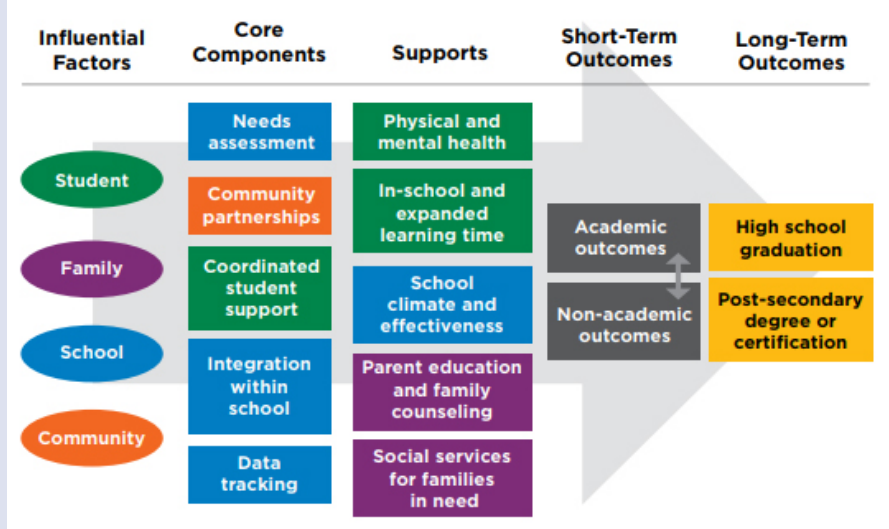 Influential
Factors
Core
Components
Supports
Short-Term
Outcomes
Long-Term
Outcomes
Student
Family
School
Community
Needs
assessment
Community
partnerships
Coordinated
student
support
Integration
within
school
Data
tracking
Physical and
mental health
In-school and
expanded
learning time
School
climate and
effectiveness
Parent education
and family
counseling
Social services
for families
in need
Academic
outcomes
Non-academic
outcomes
High school
graduation
Post-secondary
degree or
certification